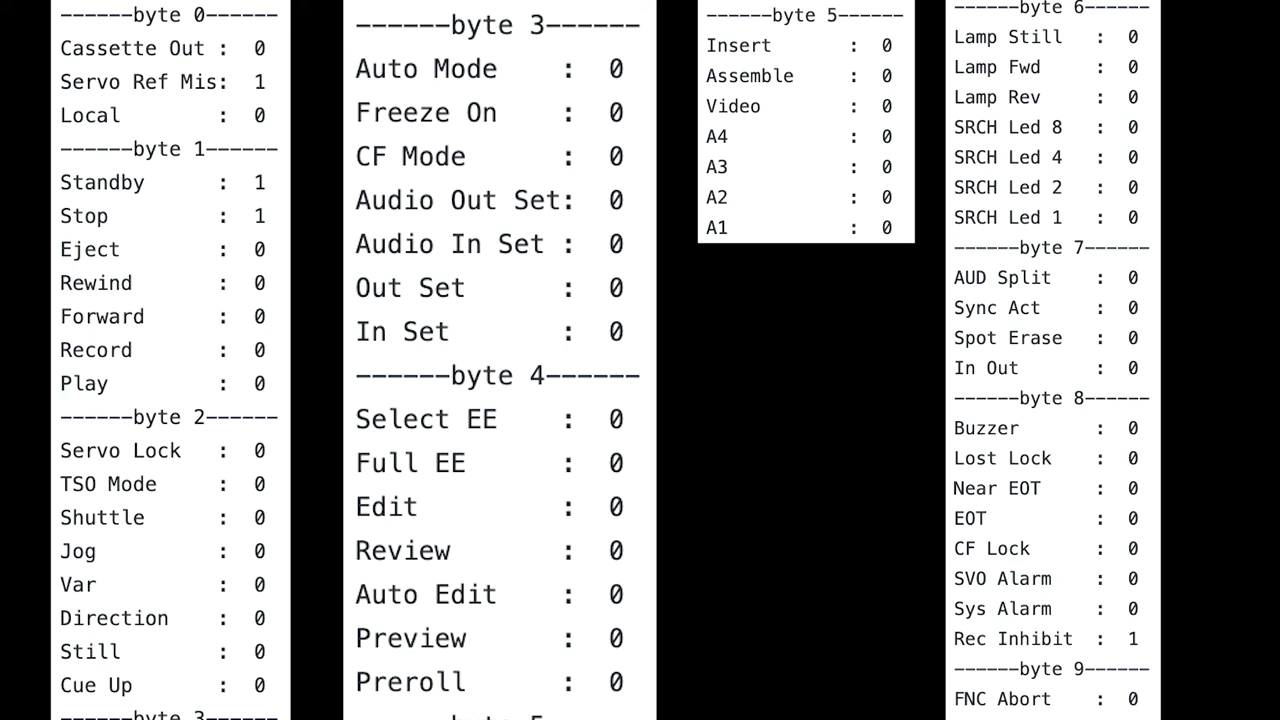 ------byte 0------
Cassette Out : 0
Servo Ref Mis: 1
Local : 0
------byte 1------
Standby : 1
Stop : 1
Eject : 0
Rewind : 0
Forward : 0
Record : 0
Play : 0
------byte 2------
Servo Lock : 0
TSO Mode : 0
Shuttle : 0
Jog : 0
Var : 0
Direction : 0
Still : 0
Cue Up : 0
------byte 3------
------byte 3------
Auto Mode : 0
Freeze On : 0
CF Mode : 0
Audio Out Set: 0
Audio In Set : 0
Out Set : 0
In Set : 0
------byte 4------
Select EE : 0
Full EE : 0
Edit : 0
Review : 0
Auto Edit : 0
Preview : 0
Preroll : 0
------byte 5------
------byte 5------
Insert : 0
Assemble : 0
Video : 0
A4 : 0
A3 : 0
A2 : 0
A1 : 0
------byte 6------
Lamp Still : 0
Lamp Fwd : 0
Lamp Rev : 0
SRCH Led 8 : 0
SRCH Led 4 : 0
SRCH Led 2 : 0
SRCH Led 1 : 0
------byte 7------
AUD Split : 0
Sync Act : 0
Spot Erase : 0
In Out : 0
------byte 8------
Buzzer : 0
Lost Lock : 0
Near EOT : 0
EOT : 0
CF Lock : 0
SVO Alarm : 0
Sys Alarm : 0
Rec Inhibit : 1
------byte 9------
FNC Abort : 0